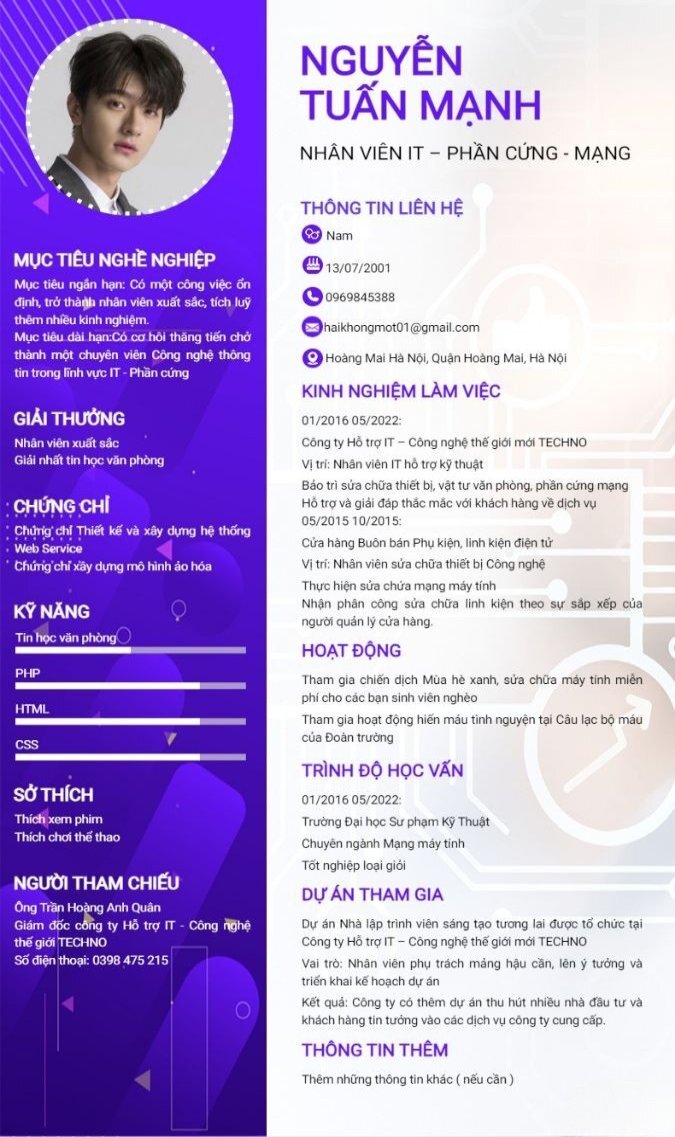 NGUYỄN
TUẤN MẠNH
NHÂN VIÊN IT – PHẦN CỨNG - MẠNG
MỤC TIÊU NGHỀ NGHIỆP
Mục tiêu ngắn hạn: Có một công việc ổn
định, trở thành nhân viên xuất sắc, tích luỹ
thêm nhiều kinh nghiệm.
Mục tiêu dài hạn:Có cơ hội thăng tiến chở
thành một chuyên viên Công nghệ thông
tin trong lĩnh vực IT - Phần cứng
GIẢI THƯỞNG
Nhân viên xuất sắc
Giải nhất tin học văn phòng
CHỨNG CHỈ
Chứng chỉ Thiết kế và xây dựng hệ thống
Web Service
Chứng chỉ xây dựng mô hình ảo hóa
KỸ NĂNG
Tin học văn phòng
PHP
HTML
CSS
SỞ THÍCH
Thích xem phim
Thích chơi thể thao
NGƯỜI THAM CHIẾU
Ông Trần Hoàng Anh Quân
Giám đốc công ty Hỗ trợ IT - Công nghệ
thế giới TECHNO
Số điện thoại: 0398 475 215
THÔNG TIN LIÊN HỆ
Nam
13/07/2001
0969845388
haikhongmot01@gmail.com
Hoàng Mai Hà Nội, Quận Hoàng Mai, Hà Nội
KINH NGHIỆM LÀM VIỆC
01/2016 05/2022:
Công ty Hỗ trợ IT – Công nghệ thế giới mới TECHNO
Vị trí: Nhân viên IT hỗ trợ kỹ thuật
Bảo trì sửa chữa thiết bị, vật tư văn phòng, phần cứng mạng
Hỗ trợ và giải đáp thắc mắc với khách hàng về dịch vụ
05/2015 10/2015:
Cửa hàng Buôn bán Phụ kiện, linh kiện điện tử
Vị trí: Nhân viên sửa chữa thiết bị Công nghệ
Thực hiện sửa chứa mạng máy tính
Nhận phân công sửa chữa linh kiện theo sự sắp xếp của
người quản lý cửa hàng.
HOẠT ĐỘNG
Tham gia chiến dịch Mùa hè xanh, sửa chữa máy tính miễn
phí cho các bạn sinh viên nghèo
Tham gia hoạt động hiến máu tình nguyện tại Câu lạc bộ máu
của Đoàn trường
TRÌNH ĐỘ HỌC VẤN
01/2016 05/2022:
Trường Đại học Sư phạm Kỹ Thuật
Chuyên ngành Mạng máy tính
Tốt nghiệp loại giỏi
DỰ ÁN THAM GIA
Dự án Nhà lập trình viên sáng tạo tương lai được tổ chức tại
Công ty Hỗ trợ IT – Công nghệ thế giới mới TECHNO
Vai trò: Nhân viên phụ trách mảng hậu cần, lên ý tưởng và
triển khai kế hoạch dự án
Kết quả: Công ty có thêm dự án thu hút nhiều nhà đầu tư và
khách hàng tin tưởng vào các dịch vụ công ty cung cấp.
THÔNG TIN THÊM
Thêm những thông tin khác ( nếu cần )